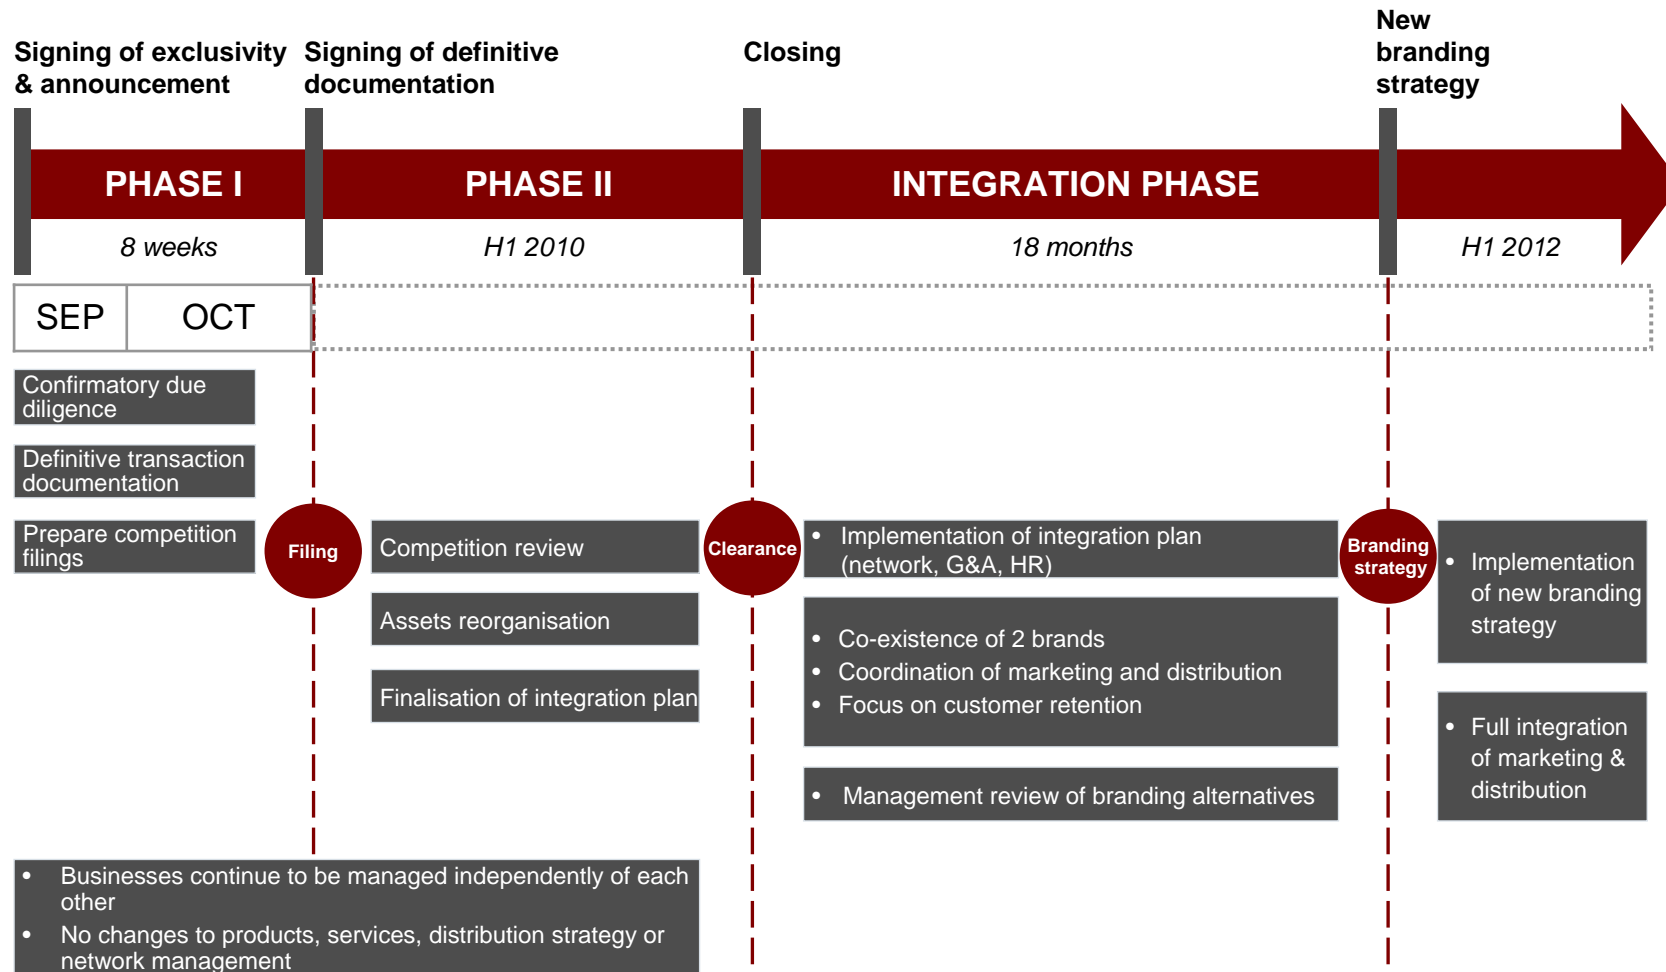 Signing of exclusivity
& announcement
Signing of definitive
documentation
Closing
New
branding
strategy
PHASE I
PHASE II
INTEGRATION PHASE
8 weeks
H1 2010
18 months
H1 2012
SEP
OCT
Confirmatory due
diligence
Definitive transaction
documentation
Prepare competition
filings
Filing
Competition review
Assets reorganisation
Finalisation of integration plan
Clearance
• Implementation of integration plan
(network, G&A, HR)
• Co-existence of 2 brands
• Coordination of marketing and distribution
• Focus on customer retention
• Management review of branding alternatives
Branding
strategy
• Implementation
of new branding
strategy
• Full integration
of marketing &
distribution
• Businesses continue to be managed independently of each
other
• No changes to products, services, distribution strategy or
network management